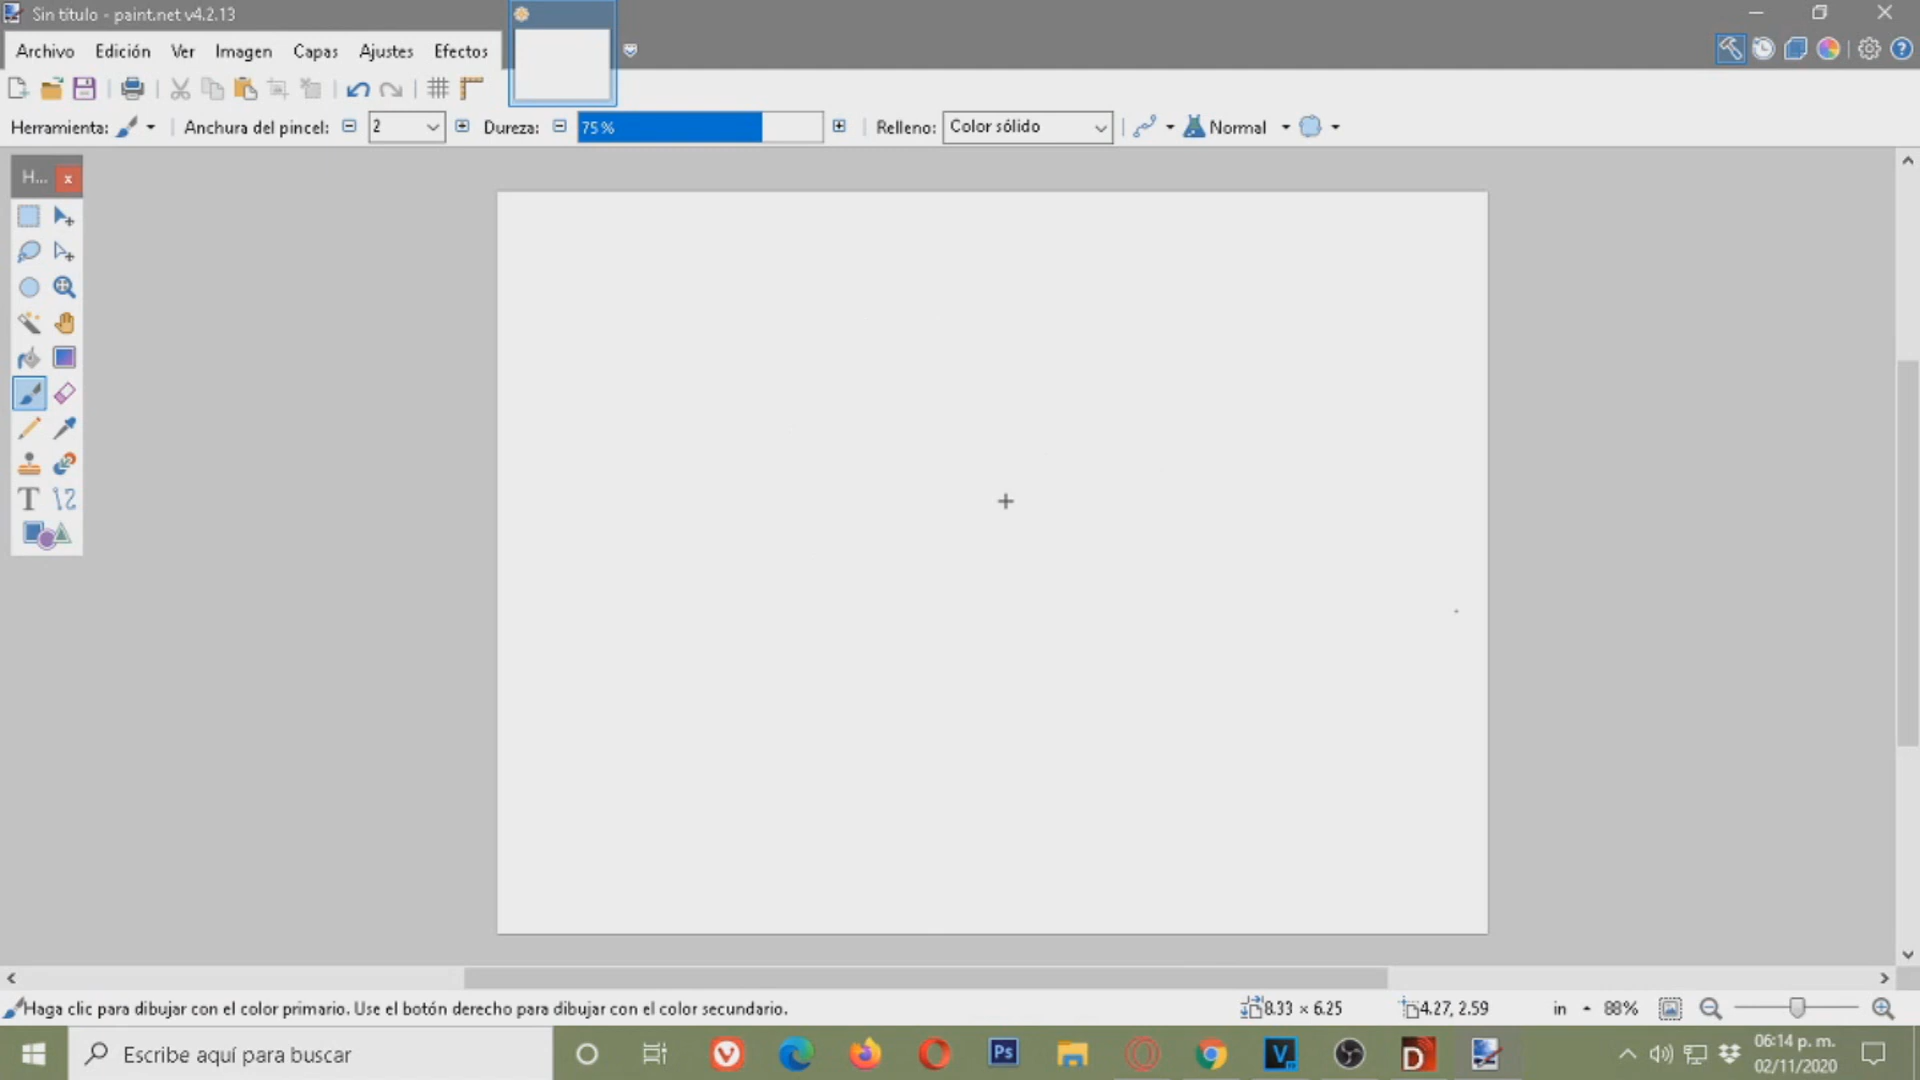 Sin título - paint.net v4.2.13
Archivo Edición Ver Imagen Capas Ajustes Efectos
Herramienta: Anchura del pincel: 2 Dureza: 75% Relleno: Color sólido Normal
H... x
T
Haga clic para dibujar con el color primario. Use el botón derecho para dibujar con el color secundario. 8.33 × 6.25 4.27, 2.59 in 88%
Escribe aquí para buscar Ps V D 06:14 p. m.
02/11/2020